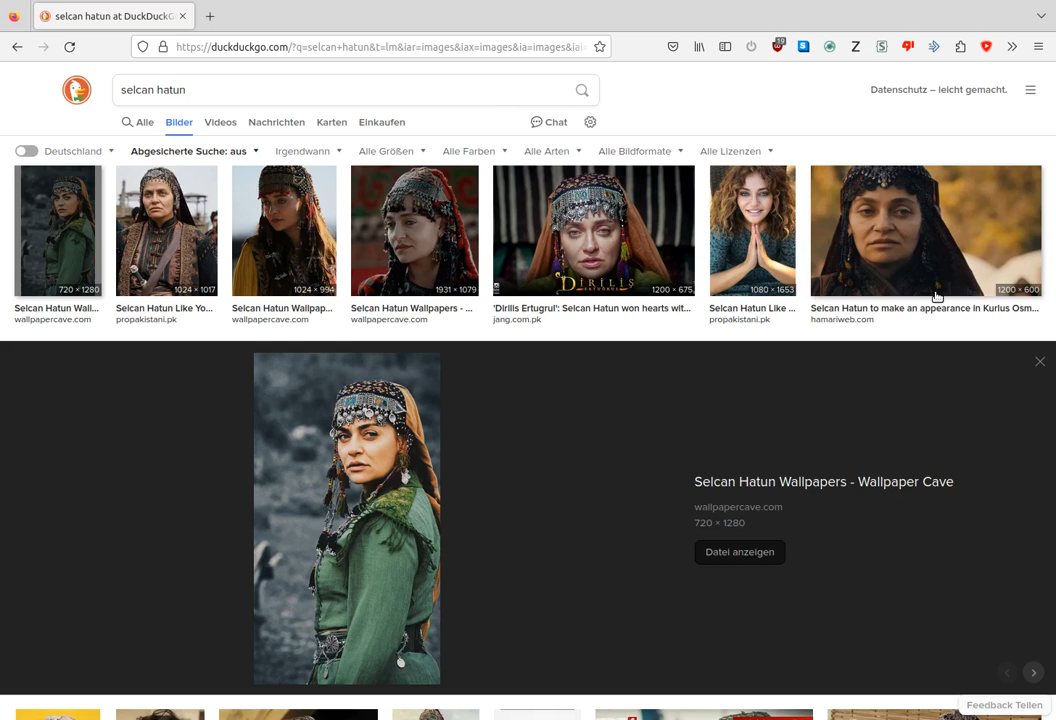 selcan hatun at DuckDuckG
https://duckduckgo.com/?q=selcan+hatun&t=lm&iar=images&iax=images&ia=images&iai=
19
selcan hatun
Datenschutz – leicht gemacht.
Alle
Bilder
Videos
Nachrichten
Karten
Einkaufen
Chat
Deutschland
Abgesicherte Suche: aus
Irgendwann
Alle Größen
Alle Farben
Alle Arten
Alle Bildformate
Alle Lizenzen
720 × 1280
1024 × 1017
1024 × 994
1931 × 1079
DIRILIS
1200 × 675
1080 × 1653
1200 × 600
Selcan Hatun Wall...
wallpapercave.com
Selcan Hatun Like Yo...
propakistani.pk
Selcan Hatun Wallpap...
wallpapercave.com
Selcan Hatun Wallpapers - ...
wallpapercave.com
'Dirilis Ertugrul': Selcan Hatun won hearts wit...
jang.com.pk
Selcan Hatun Like ...
propakistani.pk
Selcan Hatun to make an appearance in Kurlus Osm...
hamariweb.com
Selcan Hatun Wallpapers - Wallpaper Cave
wallpapercave.com
720 × 1280
Datei anzeigen
Feedback Teilen